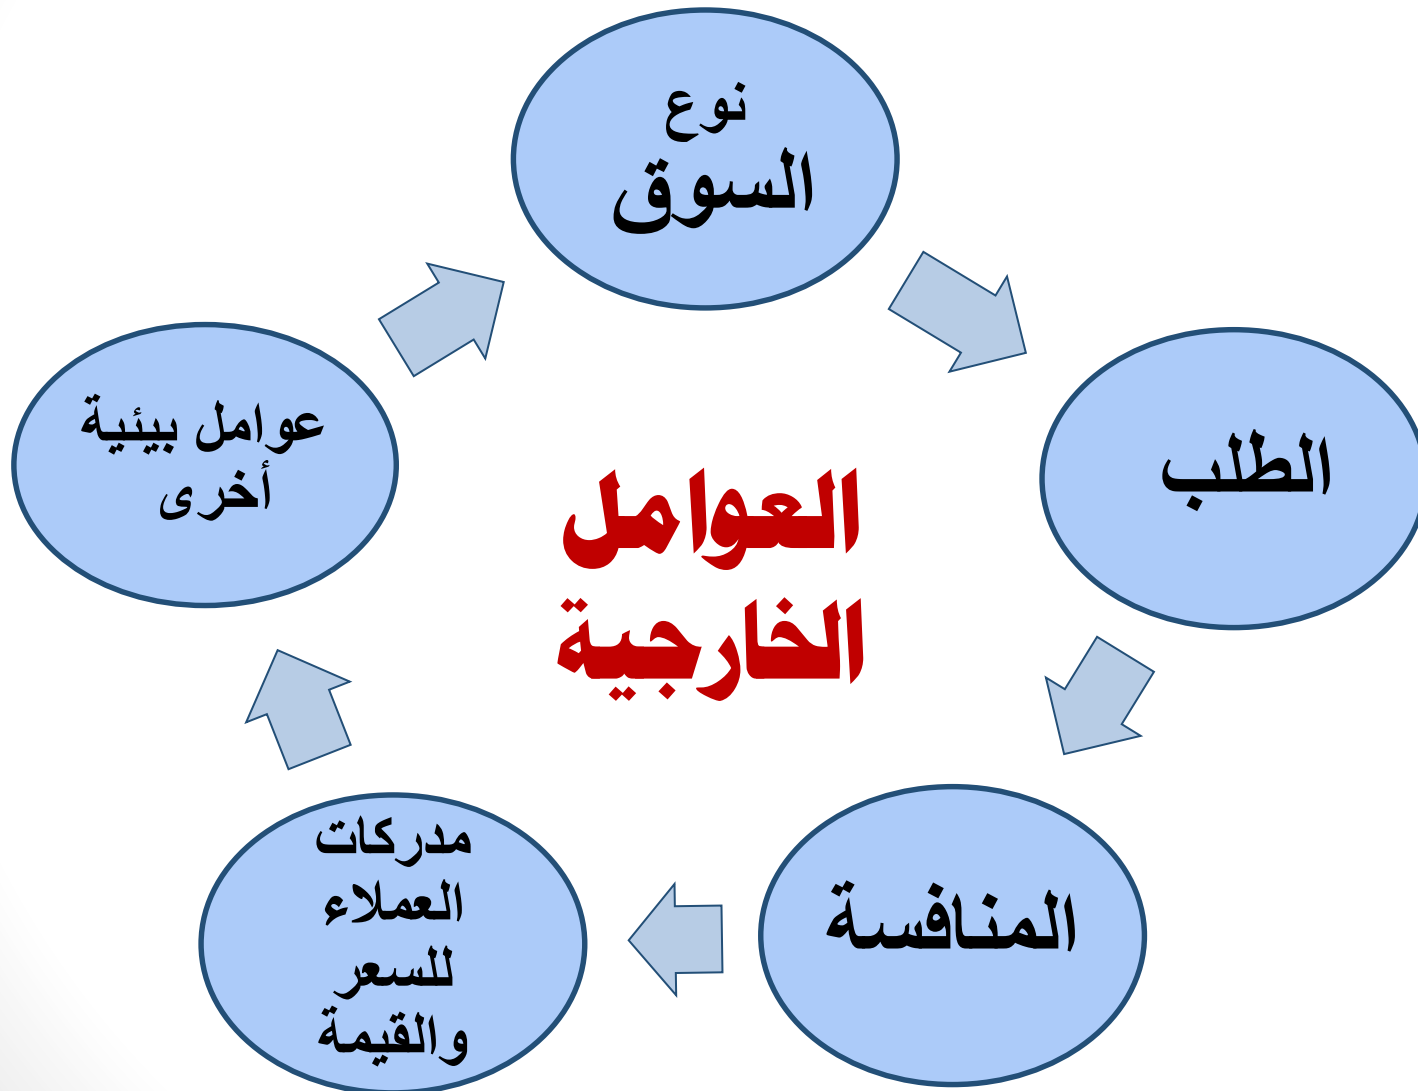 نوع
السوق
الطلب
المنافسة
مدركات
العملاء
للسعر
والقيمة
عوامل بيئية
أخرى
العوامل
الخارجية